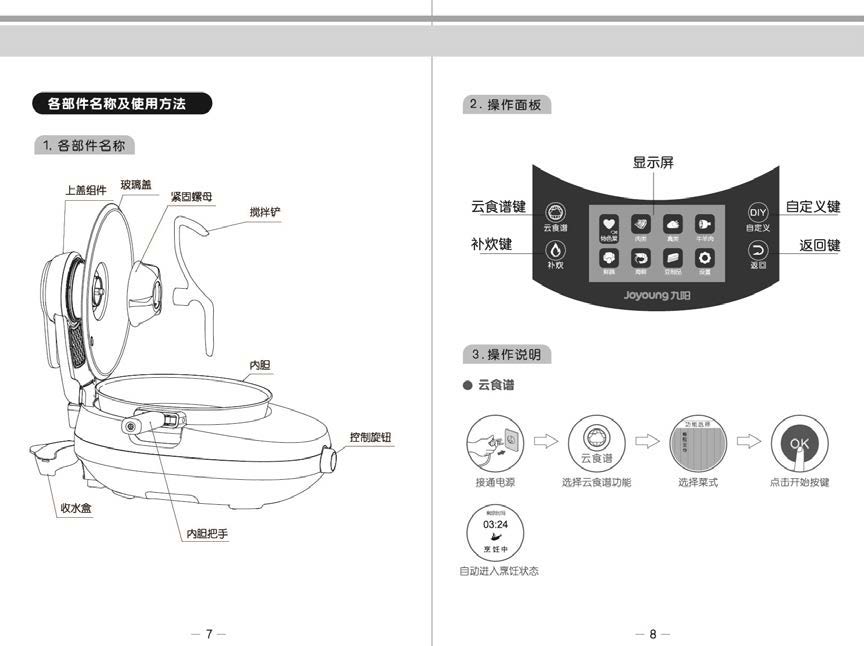 各部件名称及使用方法
1. 各部件名称
上盖组件
玻璃盖
紧固螺母
搅拌铲
内胆
控制旋钮
收水盒
内胆把手
— 7 —
2. 操作面板
显示屏
云食谱键
补炊键
自定义键
返回键
云食谱
补炊
DIY
自定义
返回
特色菜
肉类
禽类
牛羊肉
海鲜
豆制品
设置
Joyoung 九阳
3. 操作说明
● 云食谱
云食谱
功能选择
OK
接通电源
选择云食谱功能
选择菜式
点击开始按键
剩余时间
03:24
烹饪中
自动进入烹饪状态
— 8 —